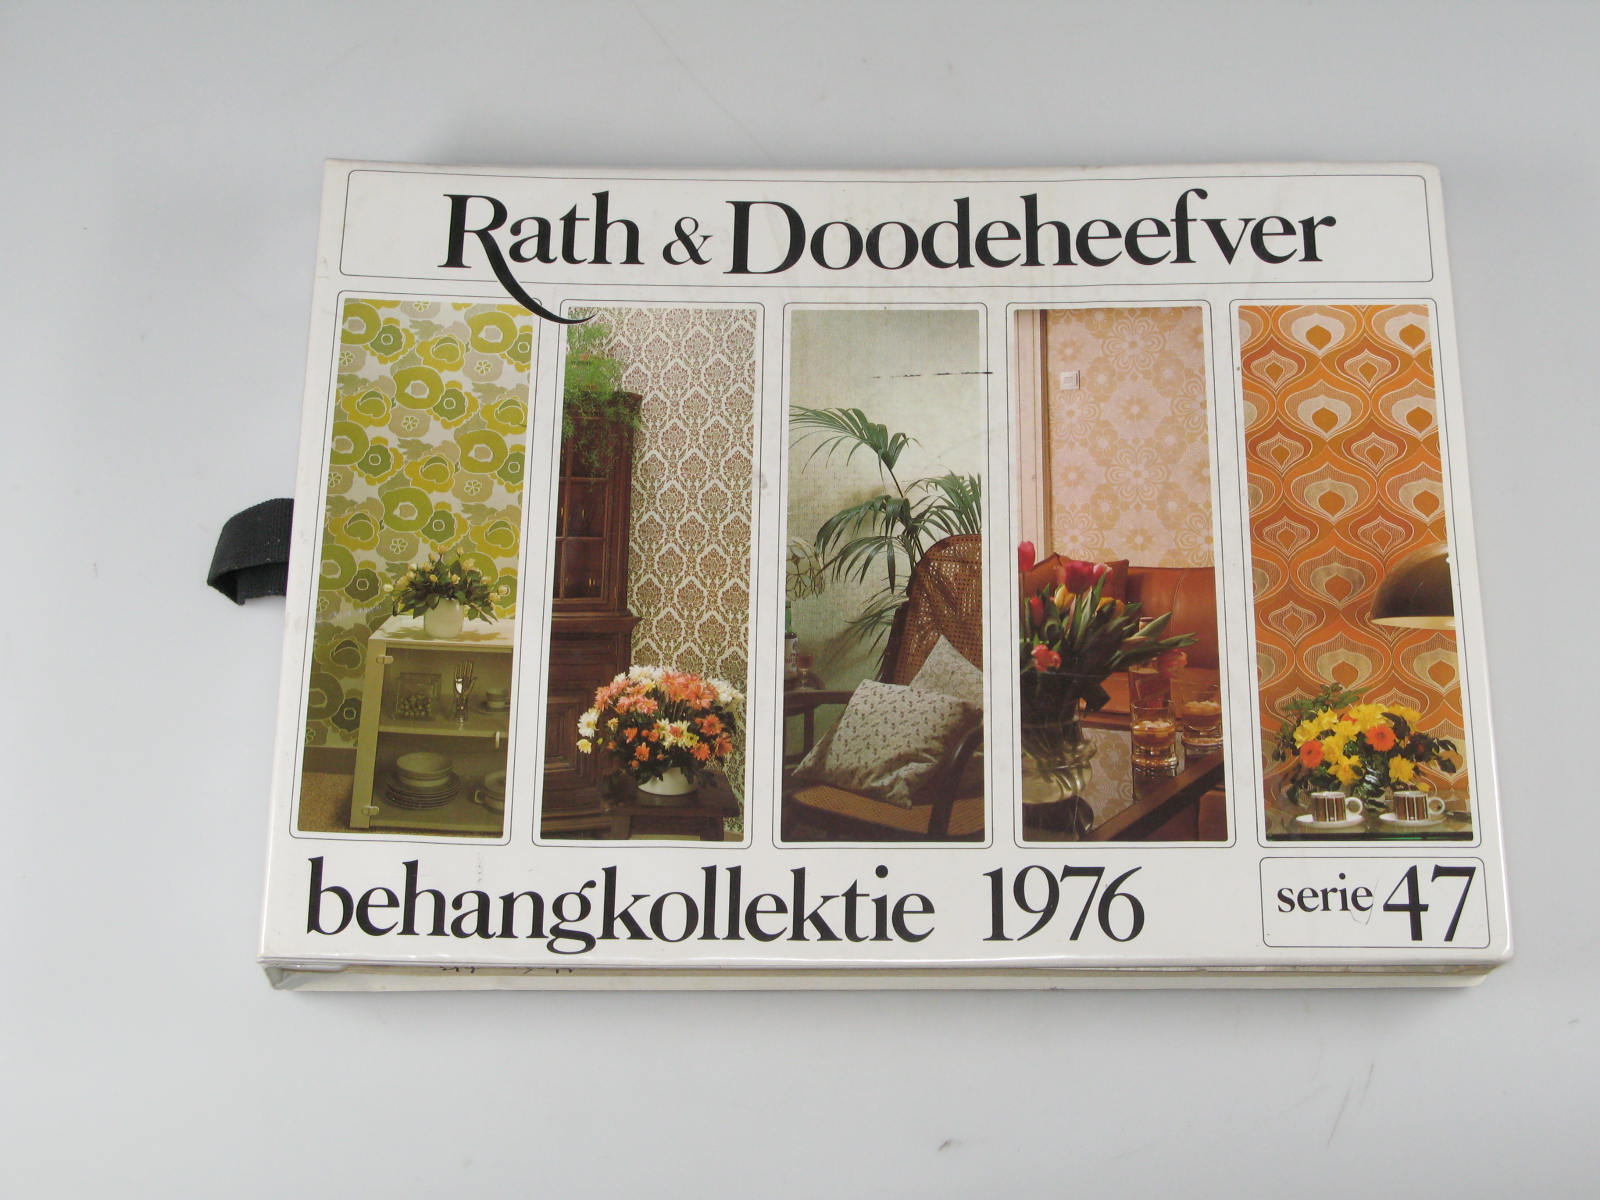 Rath & Doodeheefver
behangkollektie 1976
serie 47